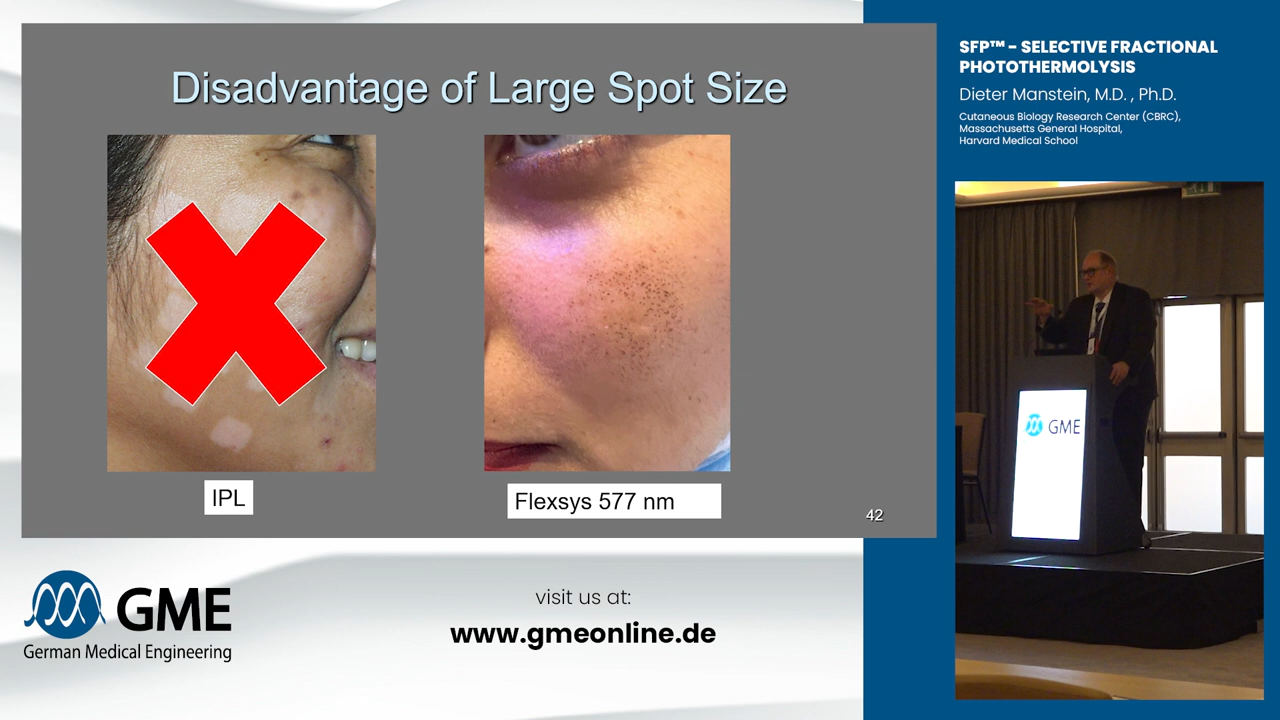 Disadvantage of Large Spot Size
IPL
Flexsys 577 nm
42
SFP™ - SELECTIVE FRACTIONAL
PHOTOTHERMOLYSIS
Dieter Manstein, M.D. , Ph.D.
Cutaneous Biology Research Center (CBRC),
Massachusetts General Hospital,
Harvard Medical School
GME
GME
German Medical Engineering
visit us at:
www.gmeonline.de